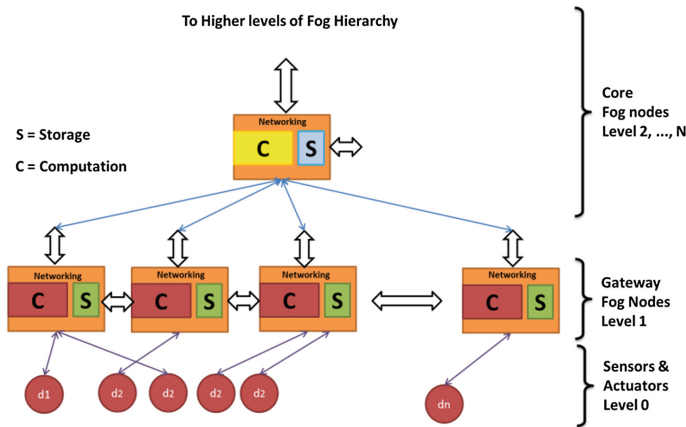 To Higher levels of Fog Hierarchy
Core
Fog nodes
Level 2, ..., N
Networking
C S
S = Storage
C = Computation
Networking
C S
Networking
C S
Networking
C S
Networking
C S
Gateway
Fog Nodes
Level 1
d1
d2
d2
d2
d2
dn
Sensors &
Actuators
Level 0